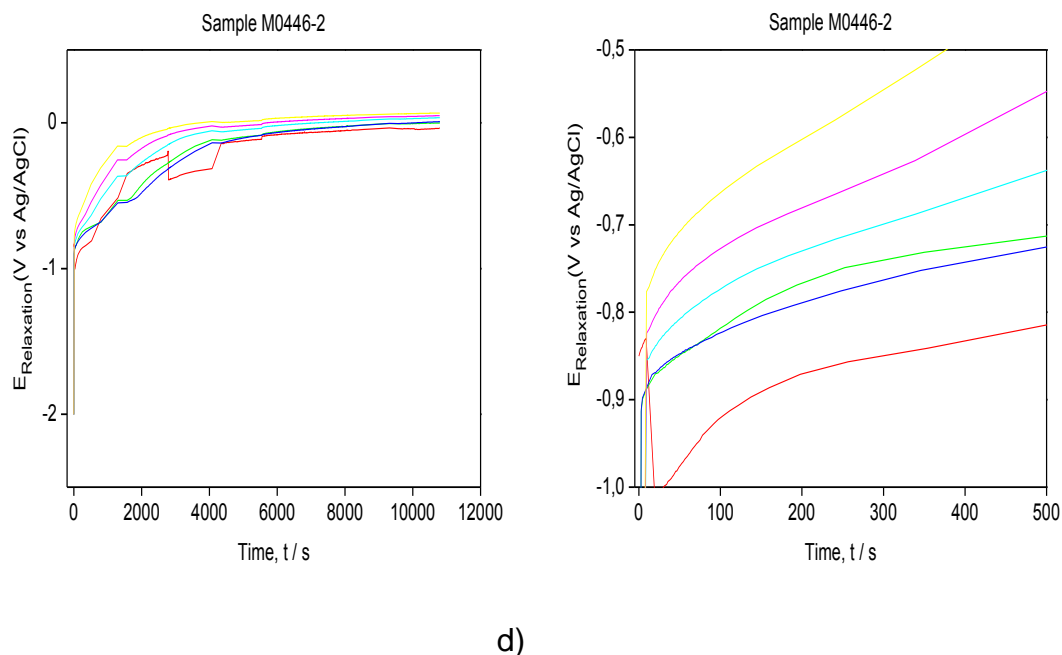 Sample M0446-2
E_Relaxation(V vs Ag/AgCl)
0
-1
-2
0 2000 4000 6000 8000 10000 12000
Time, t / s
Sample M0446-2
E_Relaxation(V vs Ag/AgCl)
-0,5
-0,6
-0,7
-0,8
-0,9
-1,0
0 100 200 300 400 500
Time, t / s
d)